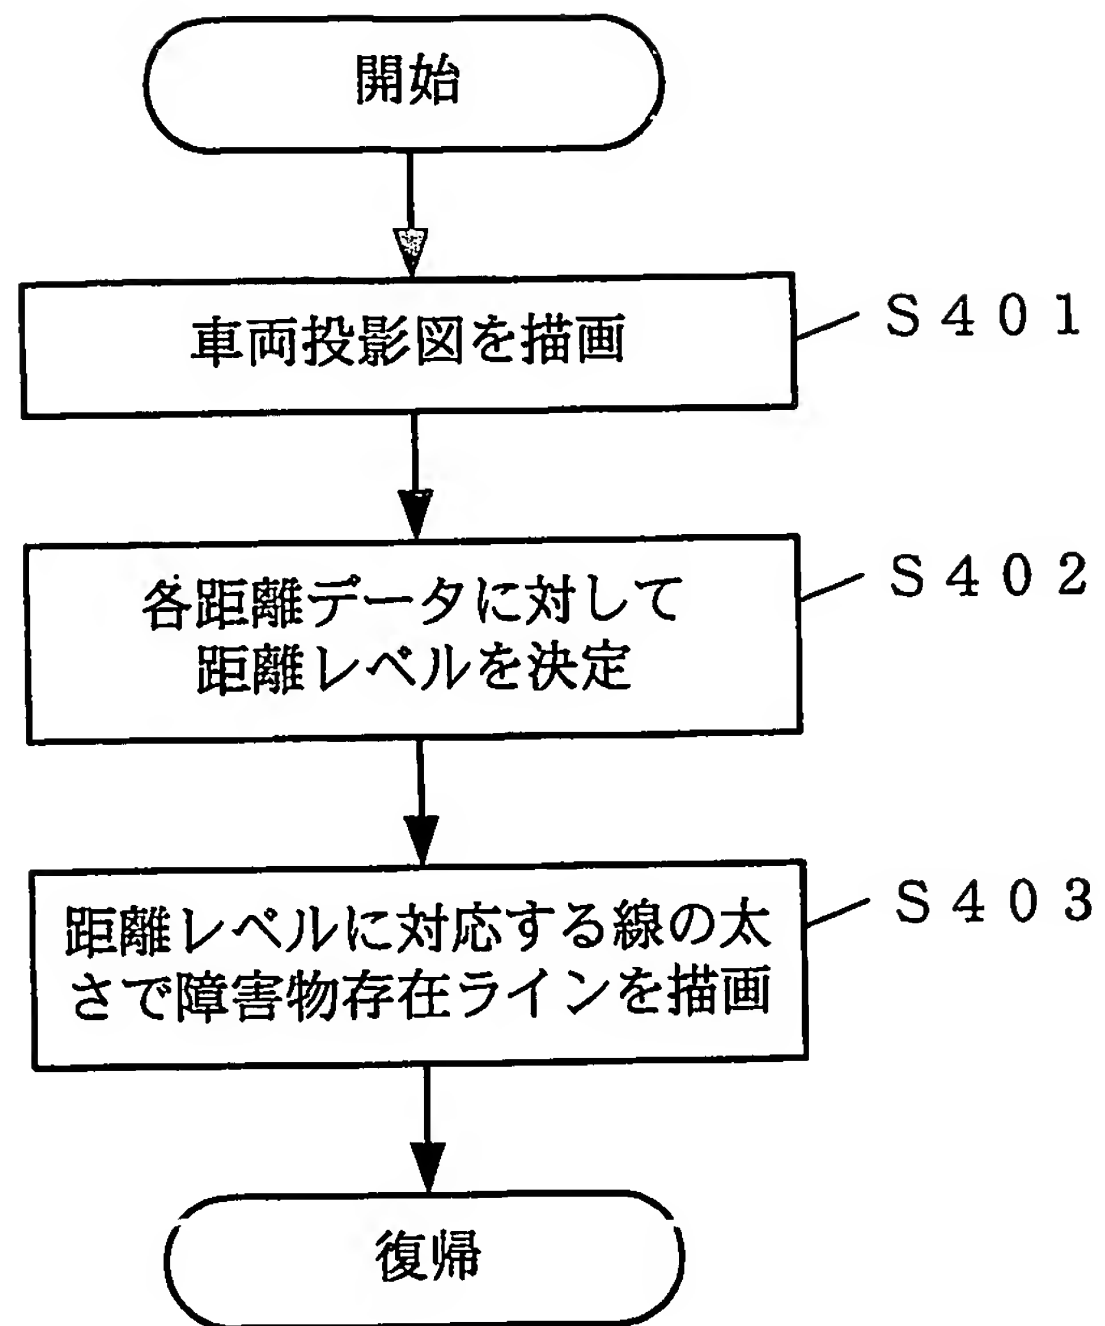 開始
車両投影図を描画
S401
各距離データに対して
距離レベルを決定
S402
距離レベルに対応する線の太
さで障害物存在ラインを描画
S403
復帰